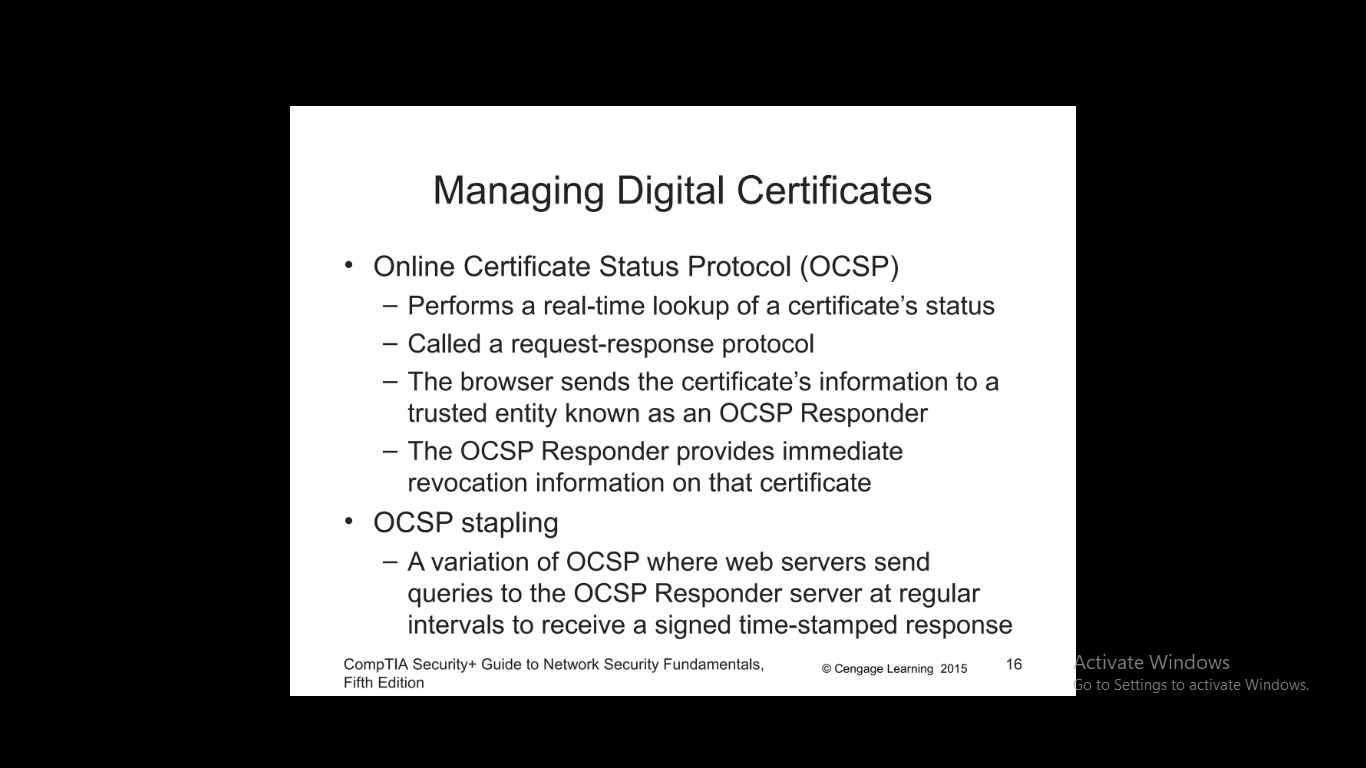 Managing Digital Certificates
• Online Certificate Status Protocol (OCSP)
– Performs a real-time lookup of a certificate’s status
– Called a request-response protocol
– The browser sends the certificate’s information to a
trusted entity known as an OCSP Responder
– The OCSP Responder provides immediate
revocation information on that certificate
• OCSP stapling
– A variation of OCSP where web servers send
queries to the OCSP Responder server at regular
intervals to receive a signed time-stamped response
CompTIA Security+ Guide to Network Security Fundamentals,
Fifth Edition
© Cengage Learning 2015
16
Activate Windows
Go to Settings to activate Windows.